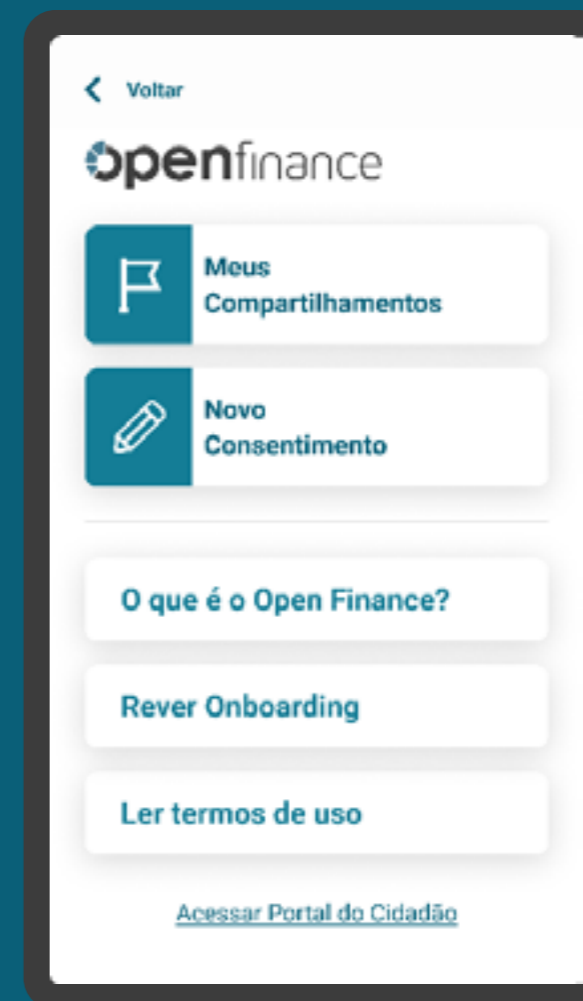 Voltar
openfinance
Meus
Compartilhamentos
Novo
Consentimento
O que é o Open Finance?
Rever Onboarding
Ler termos de uso
Acessar Portal do Cidadão